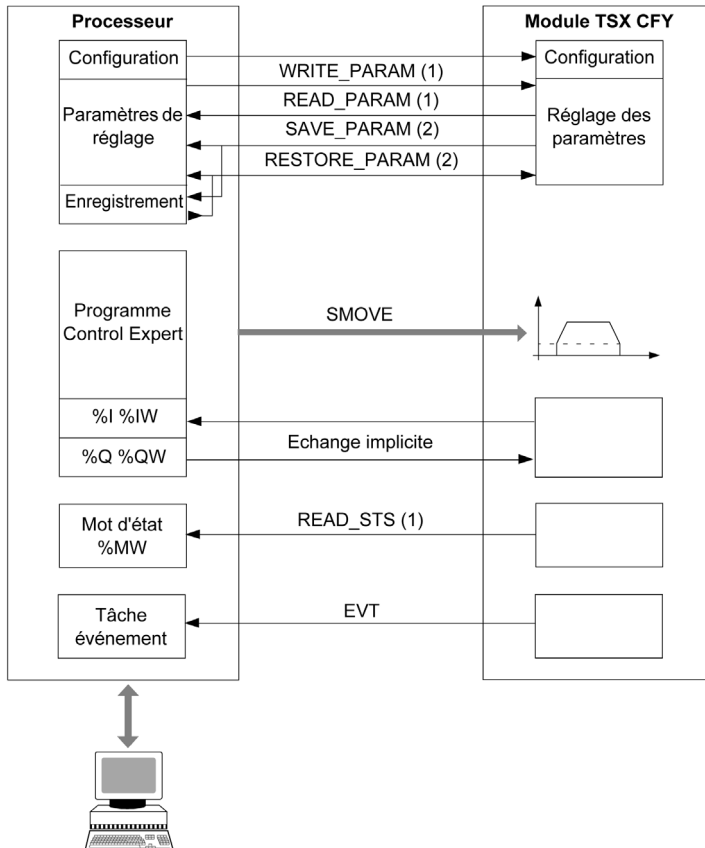 Processeur
Module TSX CFY
Configuration
Configuration
WRITE_PARAM (1)
READ_PARAM (1)
Paramètres de
réglage
SAVE_PARAM (2)
Réglage des
paramètres
RESTORE_PARAM (2)
Enregistrement
Programme
Control Expert
SMOVE
%I %IW
Echange implicite
%Q %QW
Mot d'état
%MW
READ_STS (1)
Tâche
événement
EVT